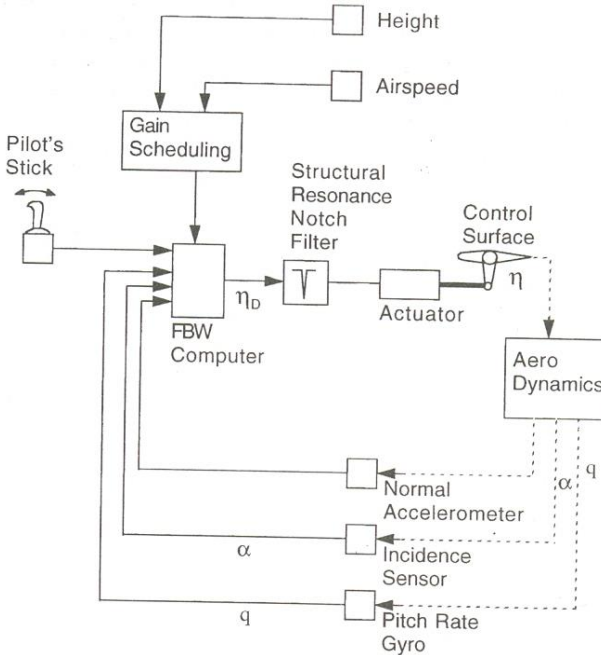 Height
Airspeed
Gain
Scheduling
Pilot's
Stick
Structural
Resonance
Notch
Filter
Control
Surface
η
η_D
FBW
Computer
Actuator
Aero
Dynamics
Normal
Accelerometer
α
q
α
Incidence
Sensor
q
Pitch Rate
Gyro